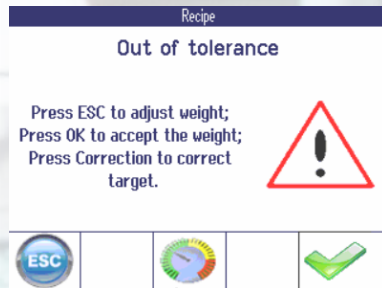 Recipe
Out of tolerance
Press ESC to adjust weight;
Press OK to accept the weight;
Press Correction to correct
target.
ESC